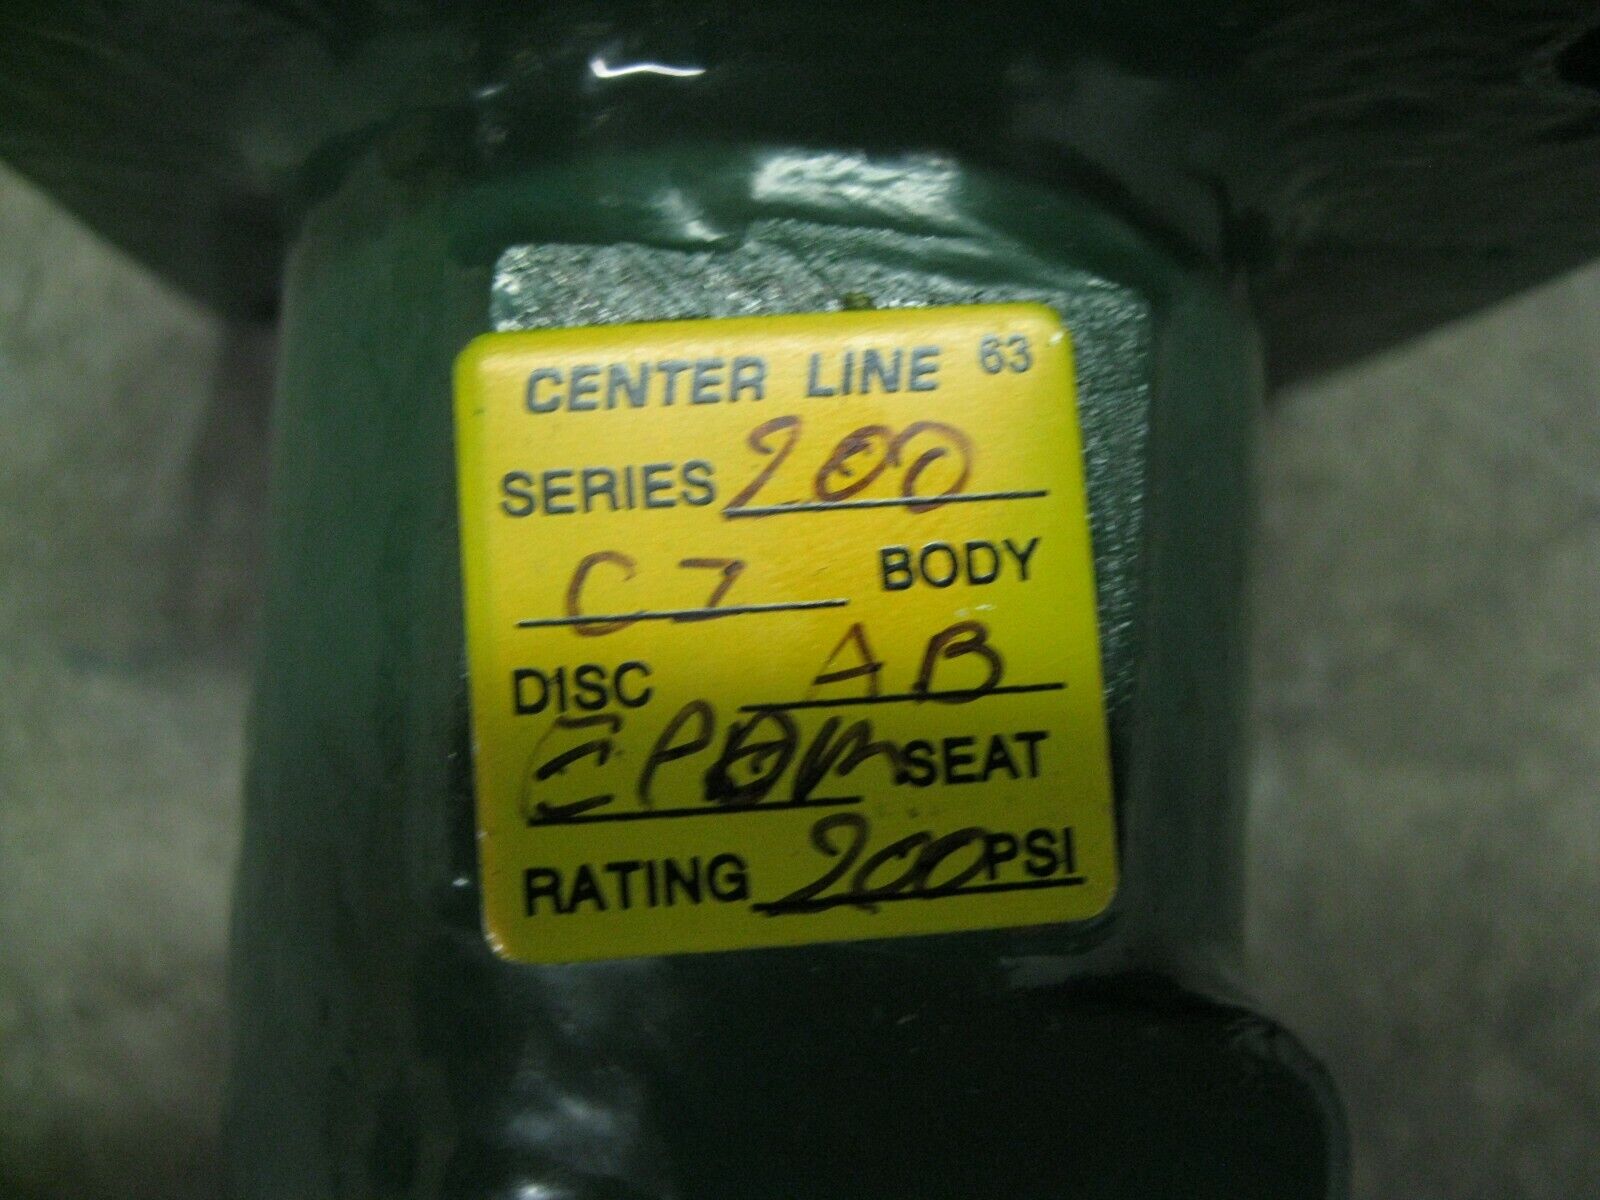 CENTER LINE 63
SERIES 200
CI BODY
DISC AB
EPDM SEAT
RATING 200 PSI